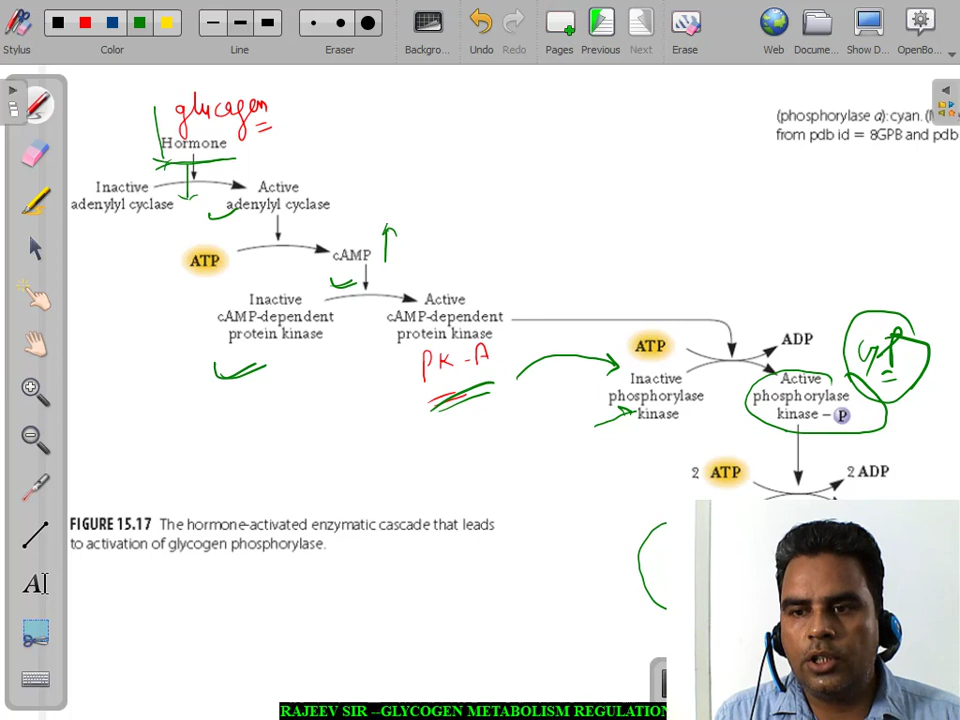 Stylus
Color
Line
Eraser
Backgro...
Undo
Redo
Pages
Previous
Next
Erase
Web
Docume...
Show D...
OpenBo...
(phosphorylase a): cyan. (
from pdb id = 8GPB and pdb
glucagen
Hormone
Inactive
adenylyl cyclase
Active
adenylyl cyclase
ATP
cAMP
Inactive
cAMP-dependent
protein kinase
Active
cAMP-dependent
protein kinase
PK-A
ATP
ADP
Inactive
phosphorylase
kinase
Active
phosphorylase
kinase – P
2 ATP
2 ADP
FIGURE 15.17 The hormone-activated enzymatic cascade that leads
to activation of glycogen phosphorylase.
A
RAJEEV SIR --GLYCOGEN METABOLISM REGULATION